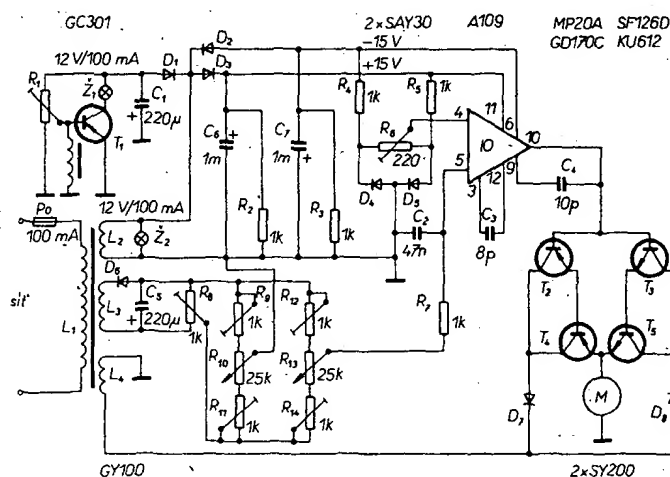 GC301 2×SAY30 A109 MP20A SF126D
GD170C KU612
12 V/100 mA D1 D2 D3 −15 V +15 V
R1 Ž1 C1 + 220µ T1
R4 1k R5 1k
R6 220
4 11 6 10 IO 5 3 12 9
C6 + 1m C7 + 1m
D4 D5
C4 10p
C3 8p
C2 47n
R2 1k R3 1k
Po 100 mA
12 V/100 mA
L2 Ž2
T2 T3
D6
síť L1 L3 C5 + 220µ
R8 1k R9 1k R12 1k R7 1k
T4 T5
R10 25k R13 25k
L4
R11 1k R14 1k
D7 M D8
GY100 2×SY200